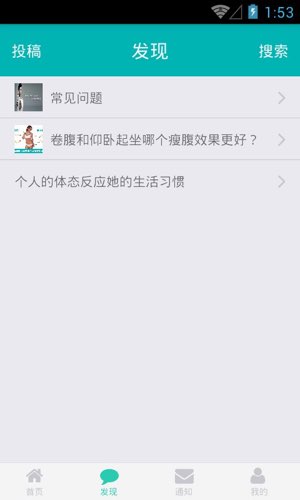 1:53
投稿 发现 搜索
常见问题
卷腹和仰卧起坐哪个瘦腹效果更好？
个人的体态反应她的生活习惯
首页 发现 通知 我的